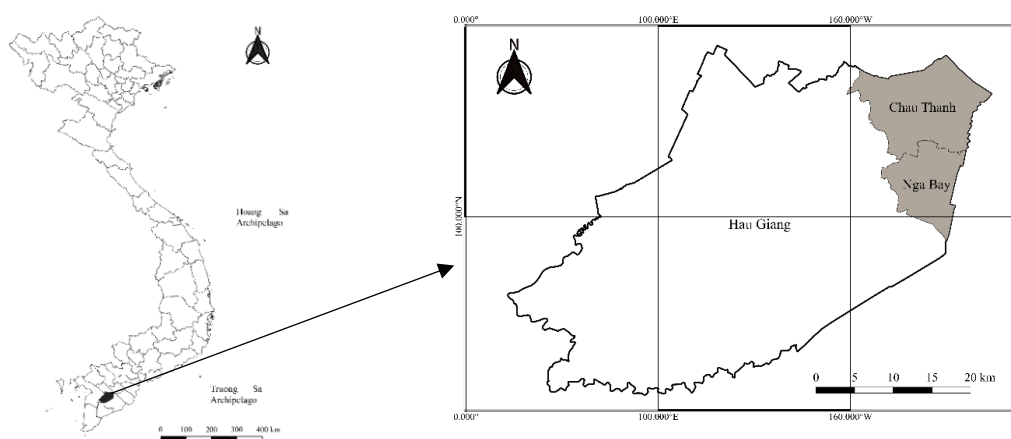 N
Hoang Sa
Archipelago
Truong Sa
Archipelago
0 100 200 300 400 km
0.000° 100.000°E 160.000°W
N
Chau Thanh
Nga Bay
100.000°N
Hau Giang
0 5 10 15 20 km
0.000° 100.000°E 160.000°W